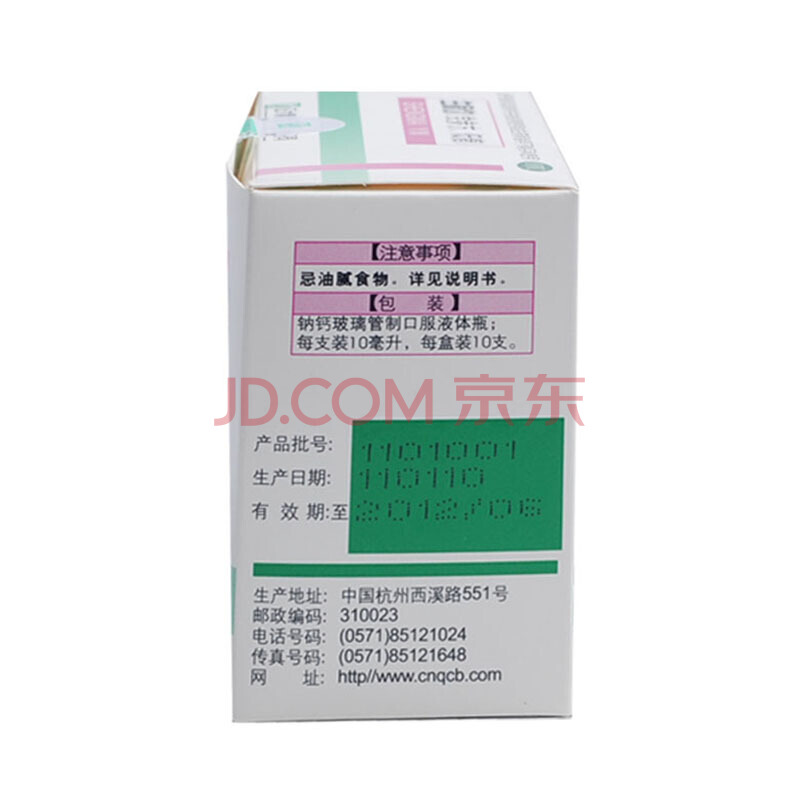 【注意事项】
忌油腻食物。详见说明书。
【包 装】
钠钙玻璃管制口服液体瓶；
每支装10毫升，每盒装10支。
JD.COM 京东
产品批号: 1101001
生产日期: 110110
有 效 期:至 2012/06
生产地址: 中国杭州西溪路551号
邮政编码: 310023
电话号码: (0571)85121024
传真号码: (0571)85121648
网 址: http//www.cnqcb.com